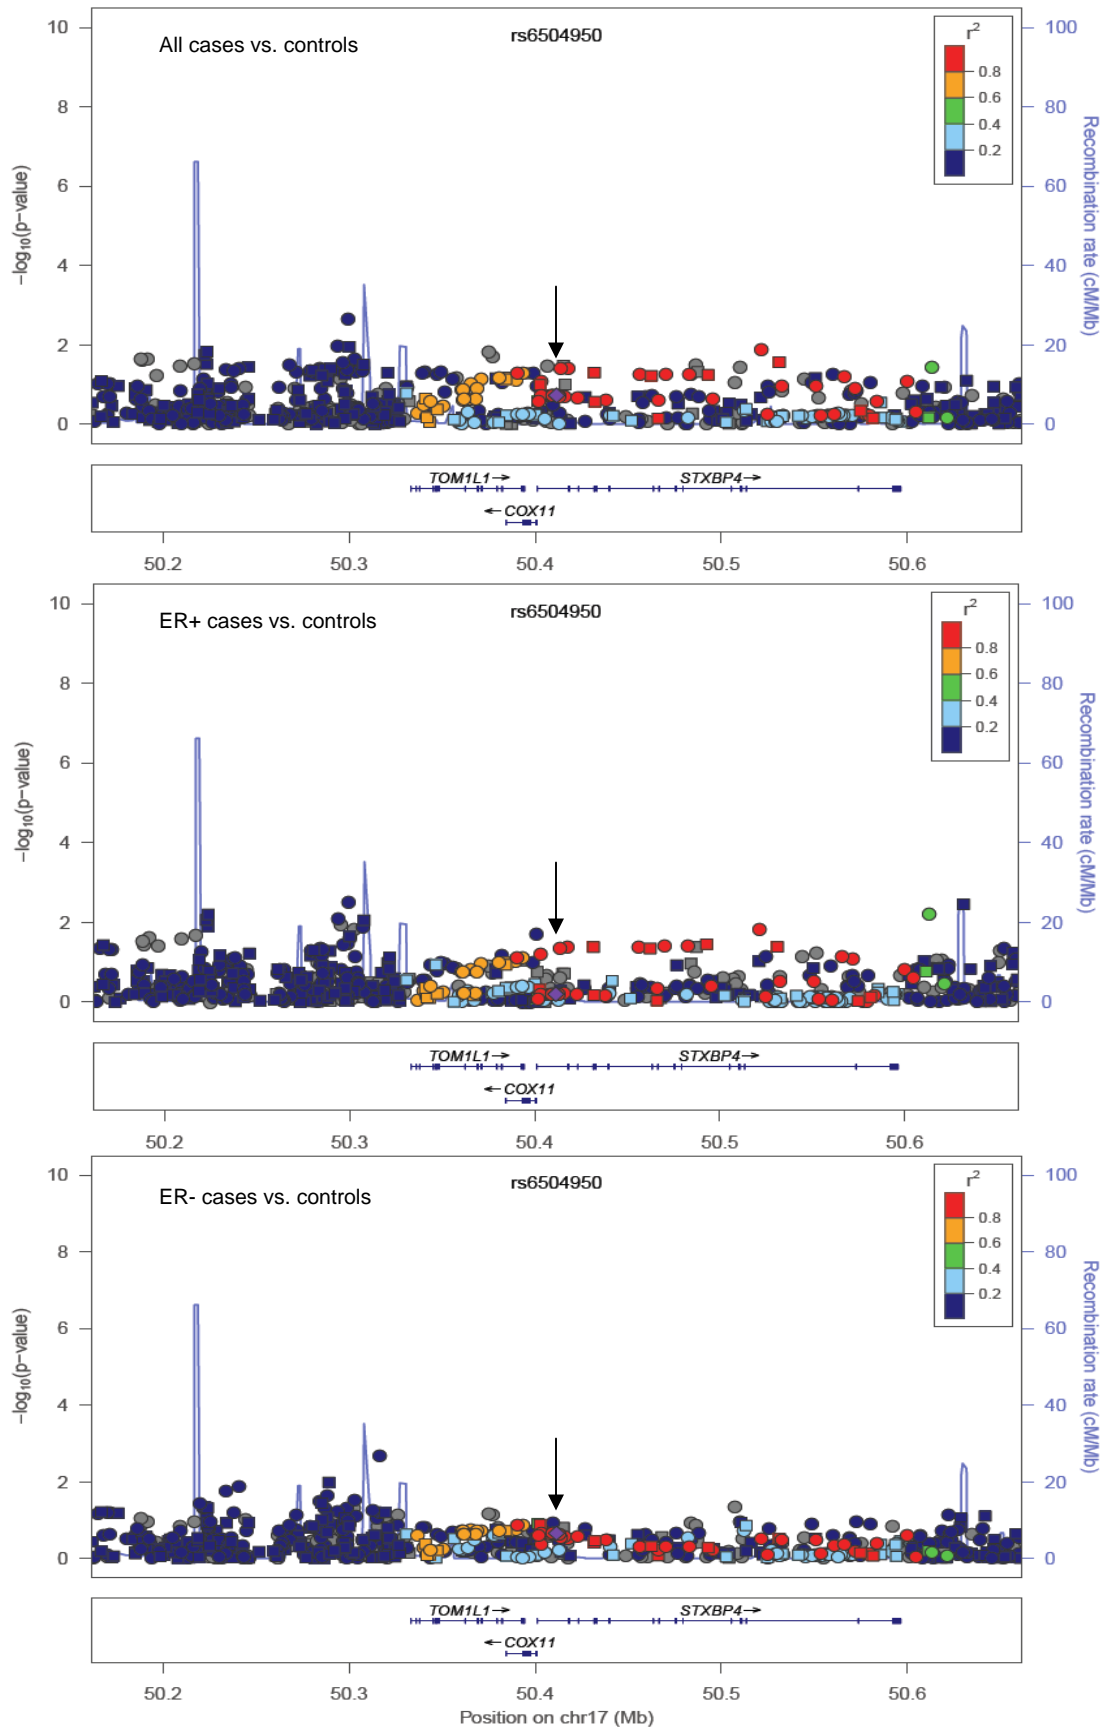 All cases vs. controls
rs6504950
r²
0.8
0.6
0.4
0.2
10
8
6
4
2
0
−log₁₀(p−value)
100
80
60
40
20
0
Recombination rate (cM/Mb)
TOM1L1→
STXBP4→
←COX11
50.2 50.3 50.4 50.5 50.6
ER+ cases vs. controls
rs6504950
r²
0.8
0.6
0.4
0.2
10
8
6
4
2
0
−log₁₀(p−value)
100
80
60
40
20
0
Recombination rate (cM/Mb)
TOM1L1→
STXBP4→
←COX11
50.2 50.3 50.4 50.5 50.6
ER- cases vs. controls
rs6504950
r²
0.8
0.6
0.4
0.2
10
8
6
4
2
0
−log₁₀(p−value)
100
80
60
40
20
0
Recombination rate (cM/Mb)
TOM1L1→
STXBP4→
←COX11
50.2 50.3 50.4 50.5 50.6
Position on chr17 (Mb)